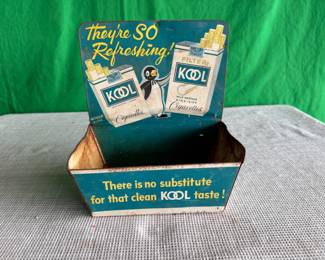 They're SO
Refreshing!
FILTER
KOOL
KOOL
Cigarettes
Cigarettes
There is no substitute
for that clean KOOL taste!